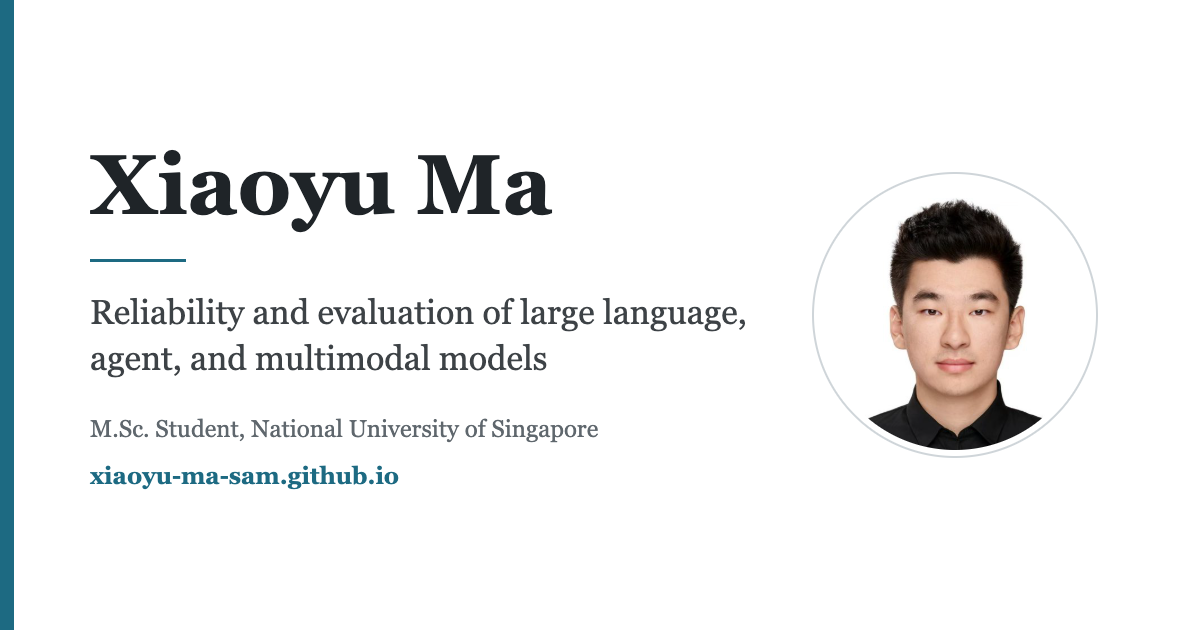 Xiaoyu Ma
Reliability and evaluation of large language,
agent, and multimodal models
M.Sc. Student, National University of Singapore
xiaoyu-ma-sam.github.io